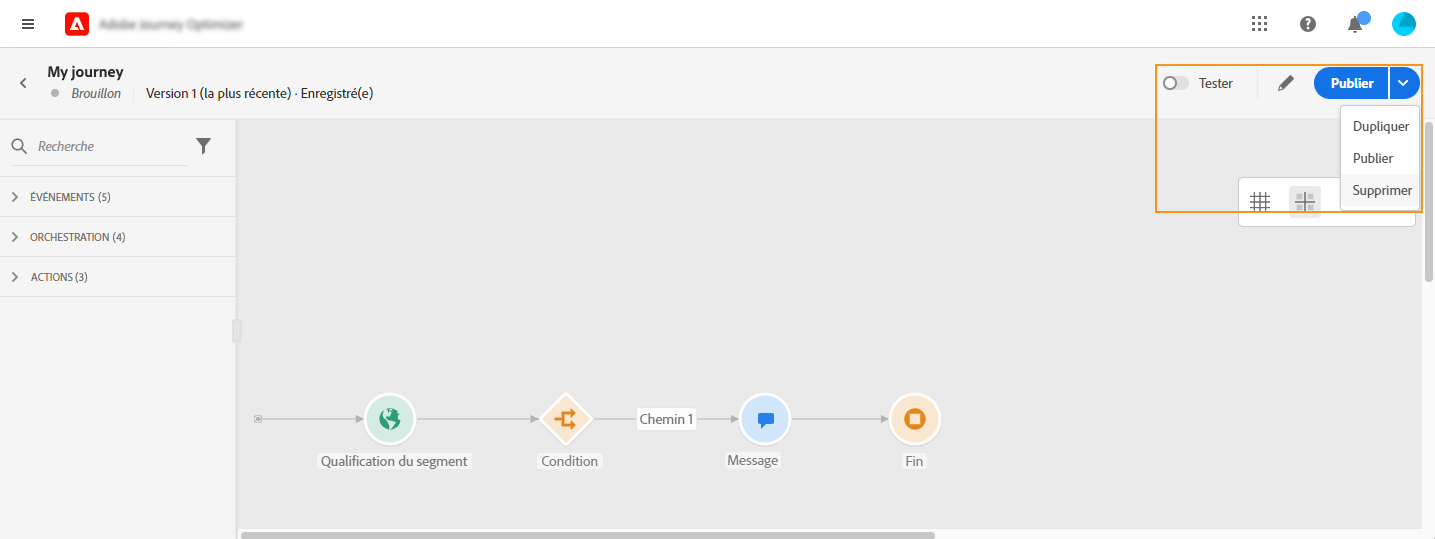 Adobe Journey Optimizer
My journey
Brouillon
Version 1 (la plus récente) · Enregistré(e)
Tester
Publier
Dupliquer
Publier
Supprimer
Recherche
ÉVÉNEMENTS (5)
ORCHESTRATION (4)
ACTIONS (3)
Chemin 1
Qualification du segment
Condition
Message
Fin